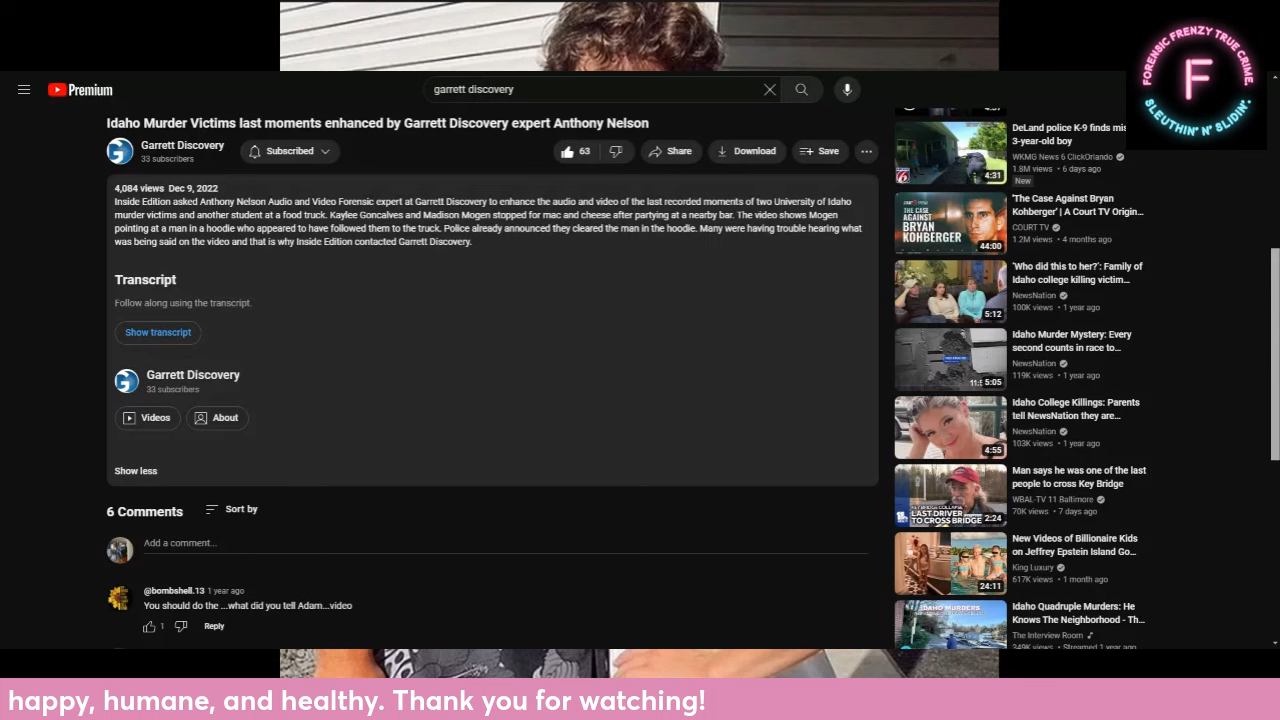 Premium
garrett discovery
FORENSIC FRENZY TRUE CRIME.
F
SLEUTHIN' N' SLIDIN'.
Idaho Murder Victims last moments enhanced by Garrett Discovery expert Anthony Nelson
Garrett Discovery
33 subscribers
Subscribed
63
Share
Download
Save
4,084 views Dec 9, 2022
Inside Edition asked Anthony Nelson Audio and Video Forensic expert at Garrett Discovery to enhance the audio and video of the last recorded moments of two University of Idaho
murder victims and another student at a food truck. Kaylee Goncalves and Madison Mogen stopped for mac and cheese after partying at a nearby bar. The video shows Mogen
pointing at a man in a hoydie who appeared to have followed them to the truck. Police already announced they cleared the man in the hoodie. Many were having trouble hearing what
was being said on the video and that is why Inside Edition contacted Garrett Discovery.
Transcript
Follow along using the transcript.
Show transcript
Garrett Discovery
33 subscribers
Videos
About
Show less
6 Comments
Sort by
Add a comment...
@bombshell.13 1 year ago
You should do the ...what did you tell Adam...video
1
Reply
DeLand police K-9 finds mis
3-year-old boy
WKMG News 6 ClickOrlando
1.8M views • 6 days ago
New
4:31
'The Case Against Bryan
Kohberger' | A Court TV Origin...
COURT TV
1.2M views • 4 months ago
THE CASE
AGAINST
BRYAN
KOHBERGER
44:00
'Who did this to her?': Family of
Idaho college killing victim...
NewsNation
100K views • 1 year ago
5:12
Idaho Murder Mystery: Every
second counts in race to...
NewsNation
119K views • 1 year ago
5:05
Idaho College Killings: Parents
tell NewsNation they are...
NewsNation
103K views • 1 year ago
4:55
Man says he was one of the last
people to cross Key Bridge
WBAL-TV 11 Baltimore
70K views • 7 days ago
KEY BRIDGE COLLAPSE
LAST DRIVER
TO CROSS BRIDGE
2:24
New Videos of Billionaire Kids
on Jeffrey Epstein Island Go...
King Luxury
617K views • 1 month ago
24:11
Idaho Quadruple Murders: He
Knows The Neighborhood - Th...
The Interview Room
349K views • Streamed 1 year ago
IDAHO MURDERS
happy, humane, and healthy. Thank you for watching!